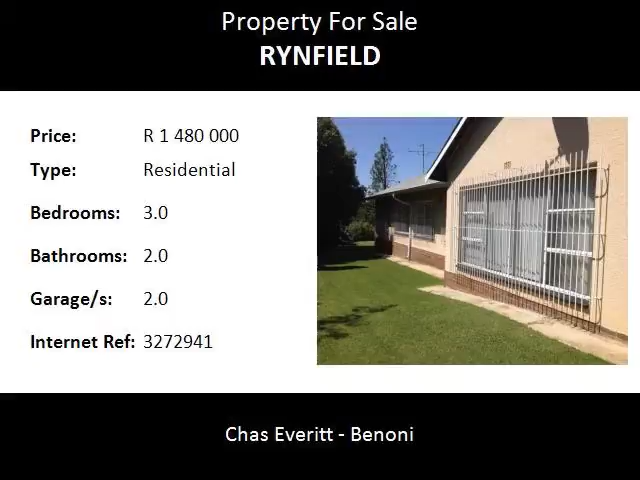 Property For Sale
RYNFIELD
Price: R 1 480 000
Type: Residential
Bedrooms: 3.0
Bathrooms: 2.0
Garage/s: 2.0
Internet Ref: 3272941
Chas Everitt - Benoni